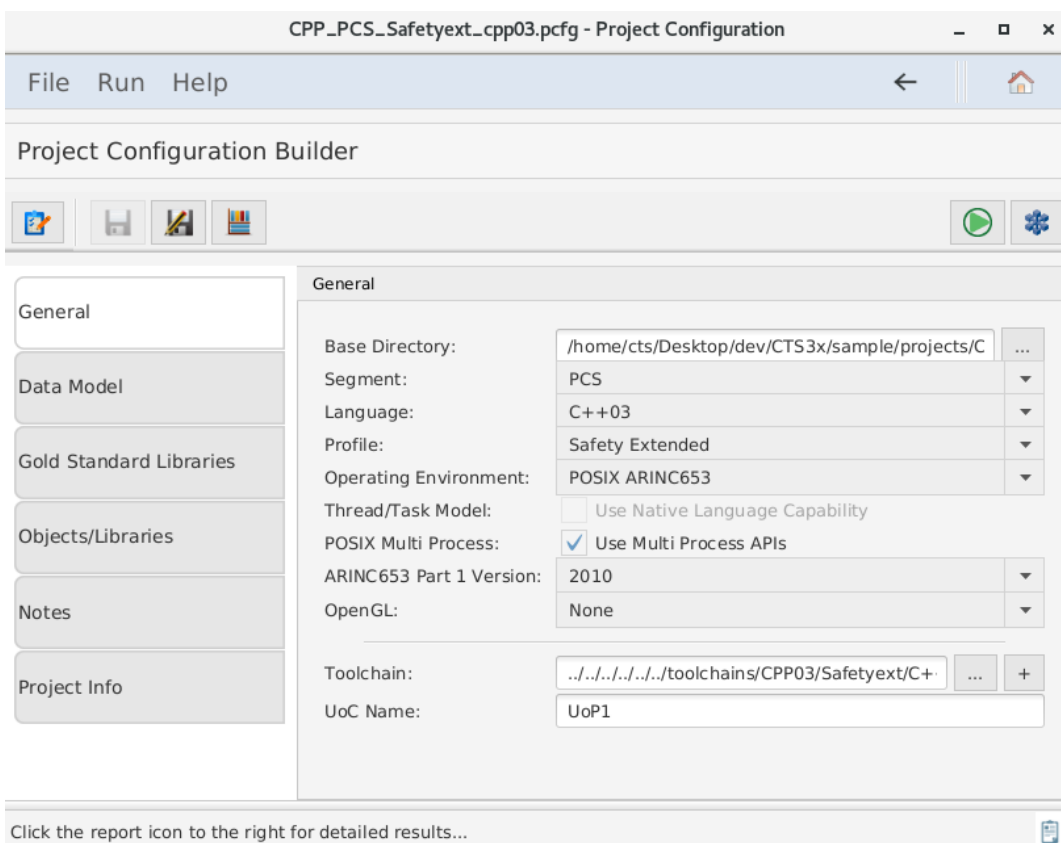 CPP_PCS_Safetyext_cpp03.pcfg - Project Configuration
File Run Help
Project Configuration Builder
General
Data Model
Gold Standard Libraries
Objects/Libraries
Notes
Project Info
General
Base Directory: /home/cts/Desktop/dev/CTS3x/sample/projects/C ...
Segment: PCS
Language: C++03
Profile: Safety Extended
Operating Environment: POSIX ARINC653
Thread/Task Model: Use Native Language Capability
POSIX Multi Process: Use Multi Process APIs
ARINC653 Part 1 Version: 2010
OpenGL: None
Toolchain: ../../../../../../toolchains/CPP03/Safetyext/C+ ... +
UoC Name: UoP1
Click the report icon to the right for detailed results...